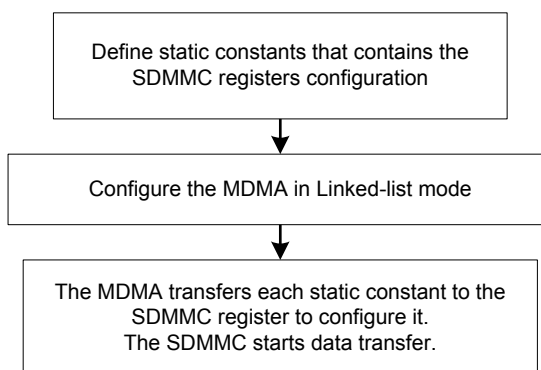 Define static constants that contains the
SDMMC registers configuration
Configure the MDMA in Linked-list mode
The MDMA transfers each static constant to the
SDMMC register to configure it.
The SDMMC starts data transfer.